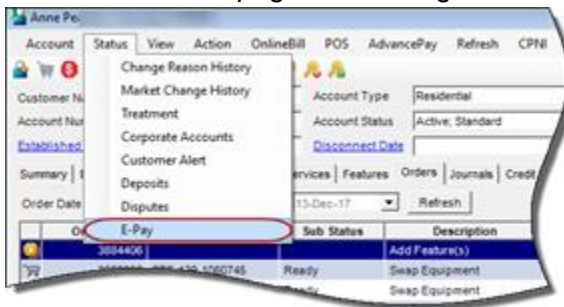 Anne Pe
Account Status View Action OnlineBill POS AdvancePay Refresh CPNI
Change Reason History
Market Change History
Treatment
Corporate Accounts
Customer Alert
Deposits
Disputes
E-Pay
Customer N
Account Type Residential
Account Nu
Account Status Active, Standard
Established
Disconnect Date
Summary
ervices Features Orders Journals Credit
Order Date
13-Dec-17 Refresh
O Sub Status Description
3884406 Add Feature(s)
Ready Swap Equipment
Swap Equipment